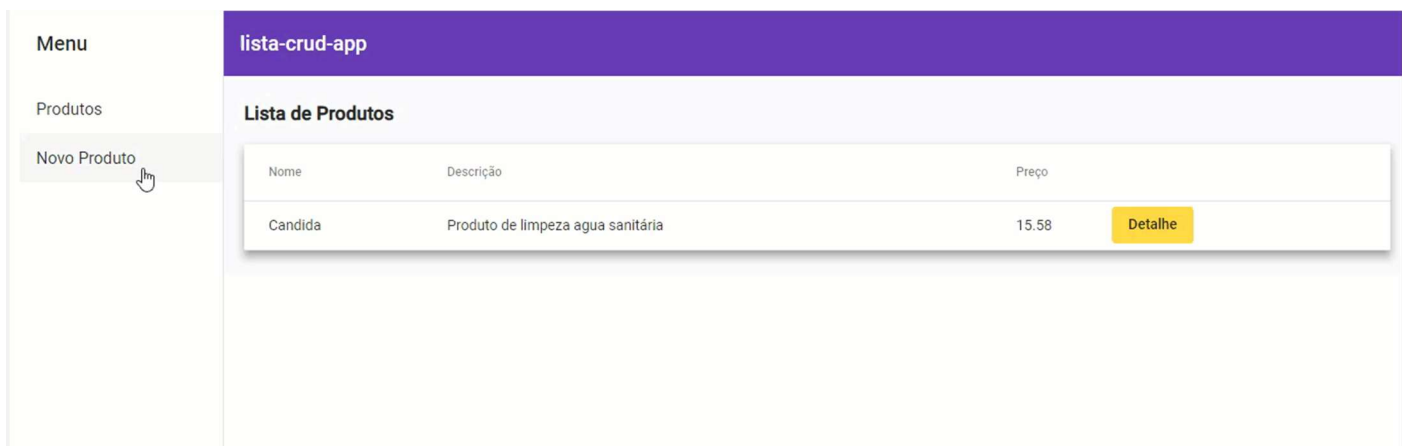 Menu
lista-crud-app
Produtos
Novo Produto
Lista de Produtos
Nome Descrição Preço
Candida Produto de limpeza agua sanitária 15.58 Detalhe